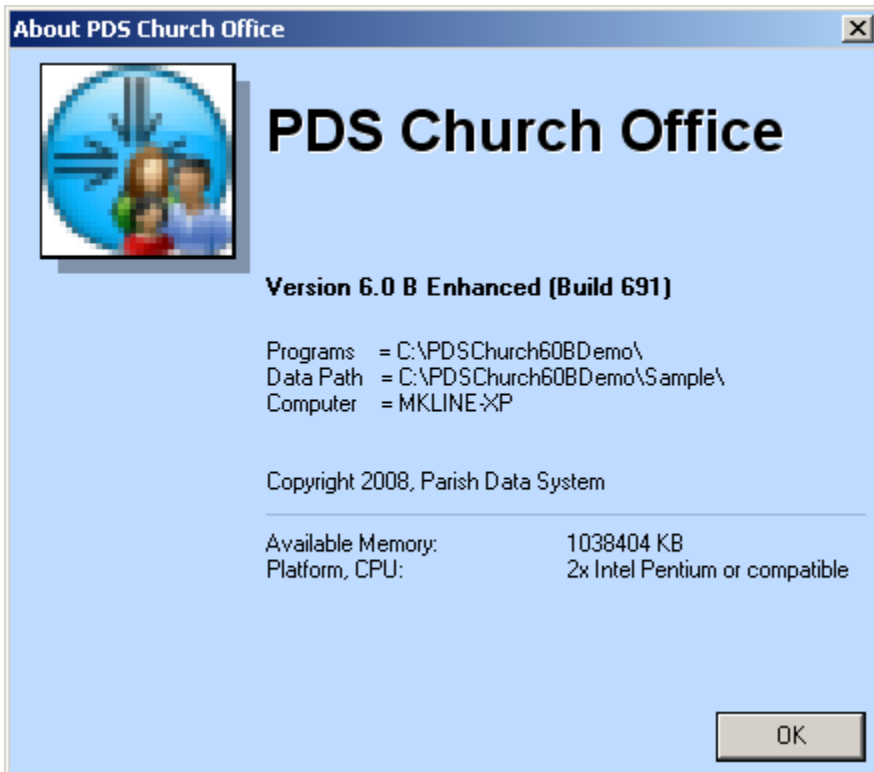 About PDS Church Office
PDS Church Office
Version 6.0 B Enhanced (Build 691)
Programs = C:\PDSChurch60BDemo\
Data Path = C:\PDSChurch60BDemo\Sample\
Computer = MKLINE-XP
Copyright 2008, Parish Data System
Available Memory: 1038404 KB
Platform, CPU: 2x Intel Pentium or compatible
OK